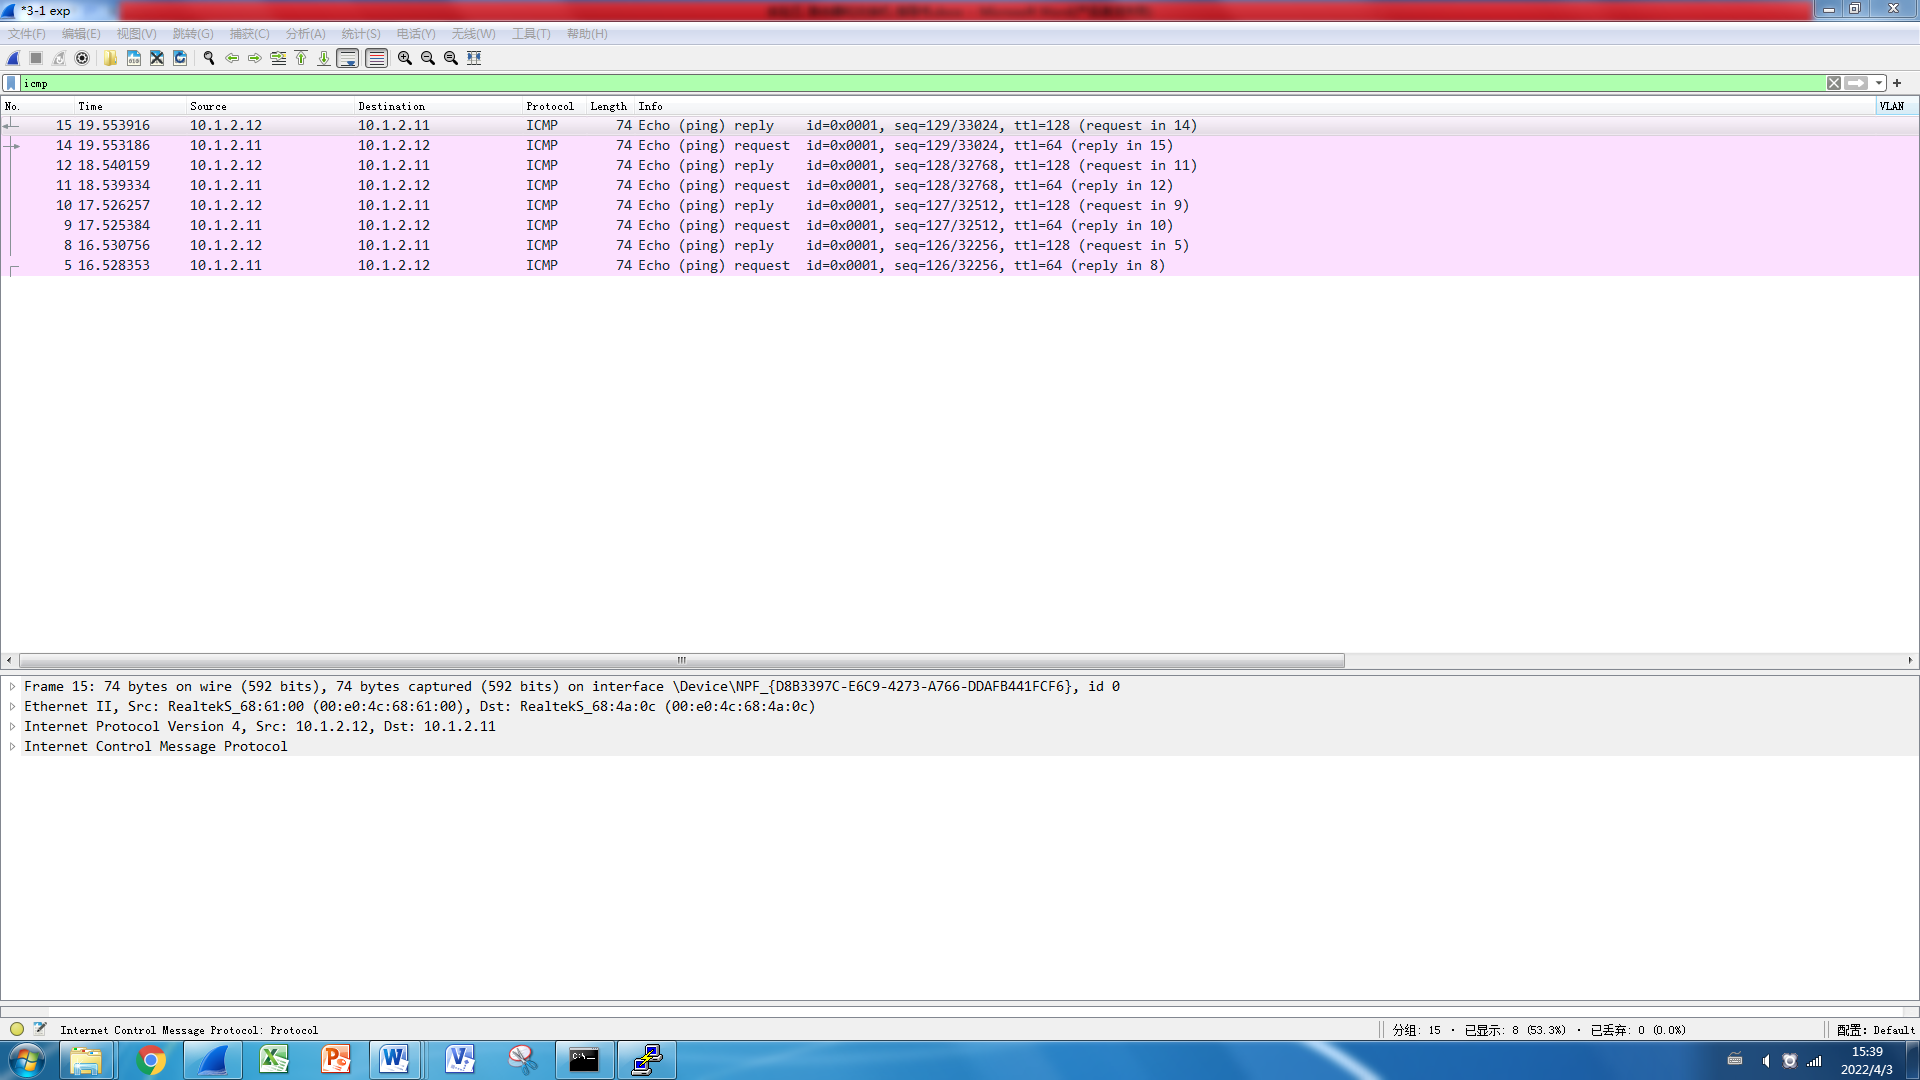 *3-1 exp
文件(F) 编辑(E) 视图(V) 跳转(G) 捕获(C) 分析(A) 统计(S) 电话(Y) 无线(W) 工具(T) 帮助(H)
icmp
No. Time Source Destination Protocol Length Info VLAN
15 19.553916 10.1.2.12 10.1.2.11 ICMP 74 Echo (ping) reply id=0x0001, seq=129/33024, ttl=128 (request in 14)
14 19.553186 10.1.2.11 10.1.2.12 ICMP 74 Echo (ping) request id=0x0001, seq=129/33024, ttl=64 (reply in 15)
12 18.540159 10.1.2.12 10.1.2.11 ICMP 74 Echo (ping) reply id=0x0001, seq=128/32768, ttl=128 (request in 11)
11 18.539334 10.1.2.11 10.1.2.12 ICMP 74 Echo (ping) request id=0x0001, seq=128/32768, ttl=64 (reply in 12)
10 17.526257 10.1.2.12 10.1.2.11 ICMP 74 Echo (ping) reply id=0x0001, seq=127/32512, ttl=128 (request in 9)
9 17.525384 10.1.2.11 10.1.2.12 ICMP 74 Echo (ping) request id=0x0001, seq=127/32512, ttl=64 (reply in 10)
8 16.530756 10.1.2.12 10.1.2.11 ICMP 74 Echo (ping) reply id=0x0001, seq=126/32256, ttl=128 (request in 5)
5 16.528353 10.1.2.11 10.1.2.12 ICMP 74 Echo (ping) request id=0x0001, seq=126/32256, ttl=64 (reply in 8)
Frame 15: 74 bytes on wire (592 bits), 74 bytes captured (592 bits) on interface \Device\NPF_{D8B3397C-E6C9-4273-A766-DDAFB441FCF6}, id 0
Ethernet II, Src: RealtekS_68:61:00 (00:e0:4c:68:61:00), Dst: RealtekS_68:4a:0c (00:e0:4c:68:4a:0c)
Internet Protocol Version 4, Src: 10.1.2.12, Dst: 10.1.2.11
Internet Control Message Protocol
Internet Control Message Protocol: Protocol 分组: 15 · 已显示: 8 (53.3%) · 已丢弃: 0 (0.0%) 配置: Default
15:39
2022/4/3